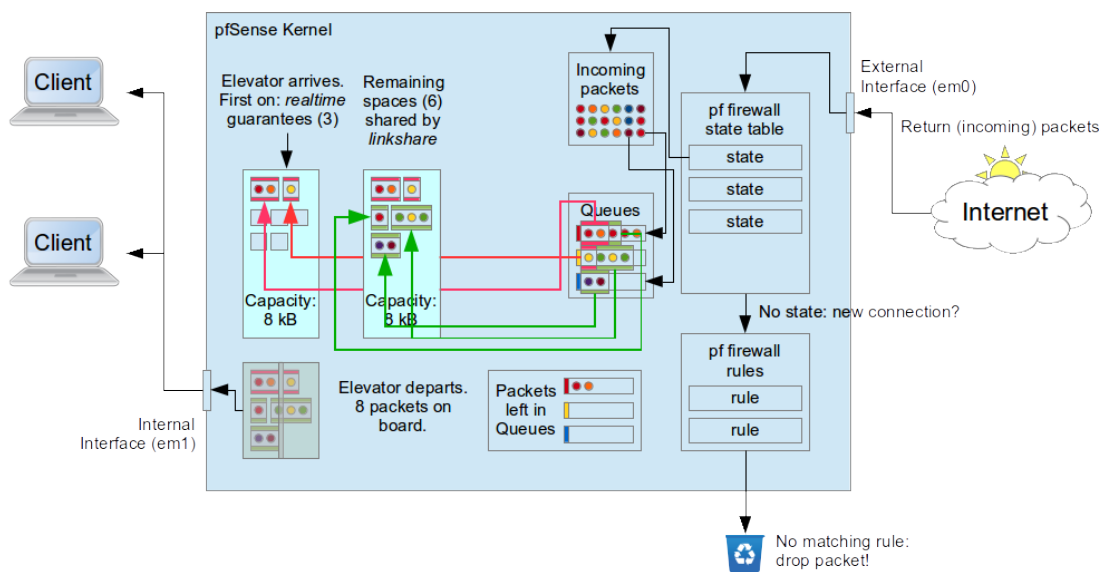 pfSense Kernel
Client
Client
Elevator arrives.
First on: realtime
guarantees (3)
Remaining
spaces (6)
shared by
linkshare
Incoming
packets
pf firewall
state table
state
state
state
External
Interface (em0)
Return (incoming) packets
Internet
Queues
Capacity:
8 kB
Capacity:
8 kB
No state: new connection?
pf firewall
rules
rule
rule
Elevator departs.
8 packets on
board.
Packets
left in
Queues
Internal
Interface (em1)
No matching rule:
drop packet!